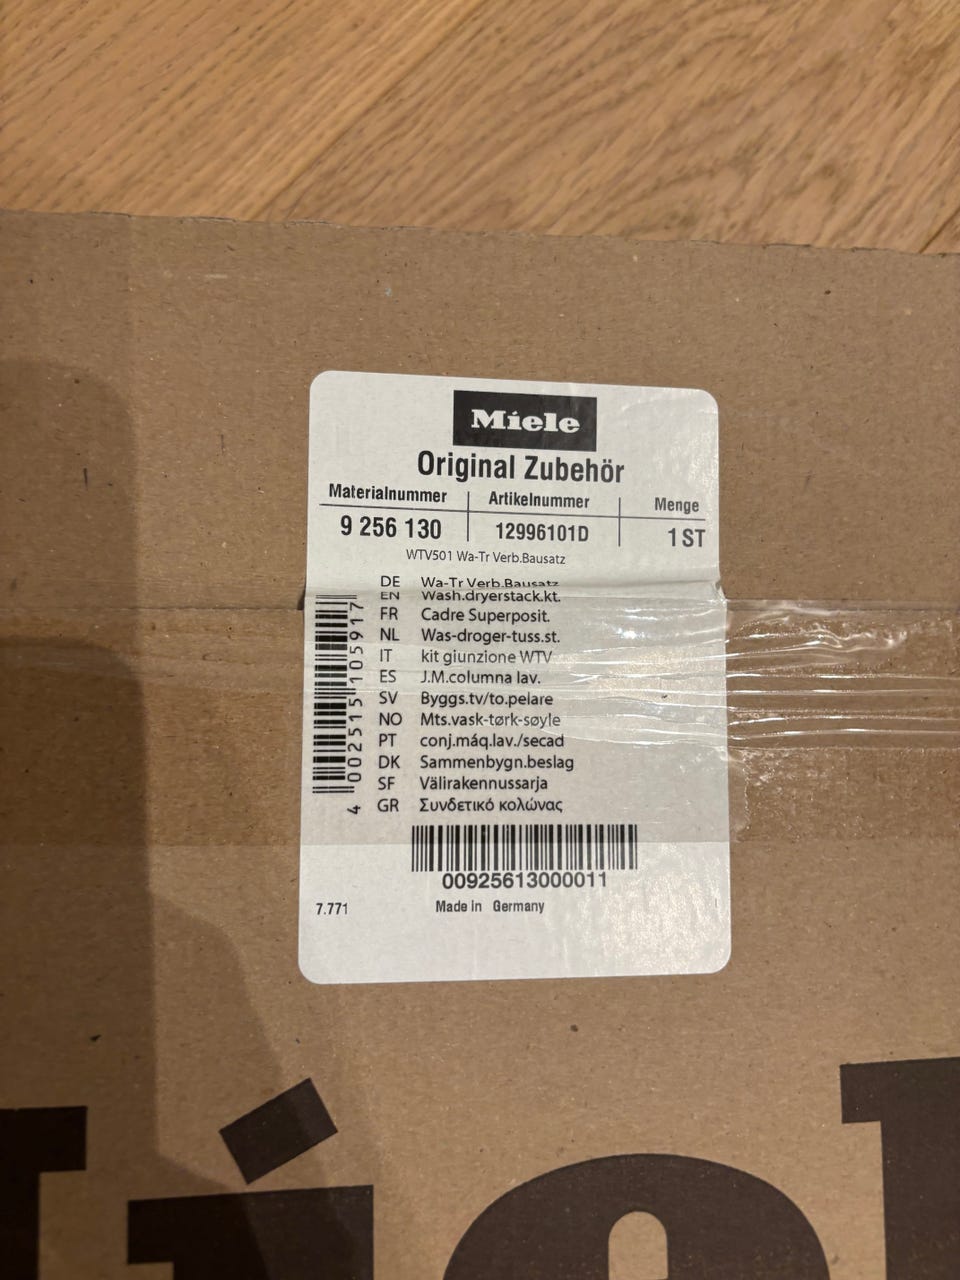 Miele
Original Zubehör
Materialnummer Artikelnummer Menge
9 256 130 12996101D 1 ST
WTV501 Wa-Tr Verb.Bausatz
DE Wa-Tr Verb.Bausatz
EN Wash.dryerstack.kt.
FR Cadre Superposit.
NL Was-droger-tuss.st.
IT kit giunzione WTV
ES J.M.columna lav.
SV Byggs.tv/to.pelare
NO Mts.vask-tørk-søyle
PT conj.máq.lav./secad
DK Sammenbygn.beslag
SF Välirakennussarja
GR Συνδετικό κολώνας
4 002515 105917
00925613000011
7.771 Made in Germany
iel